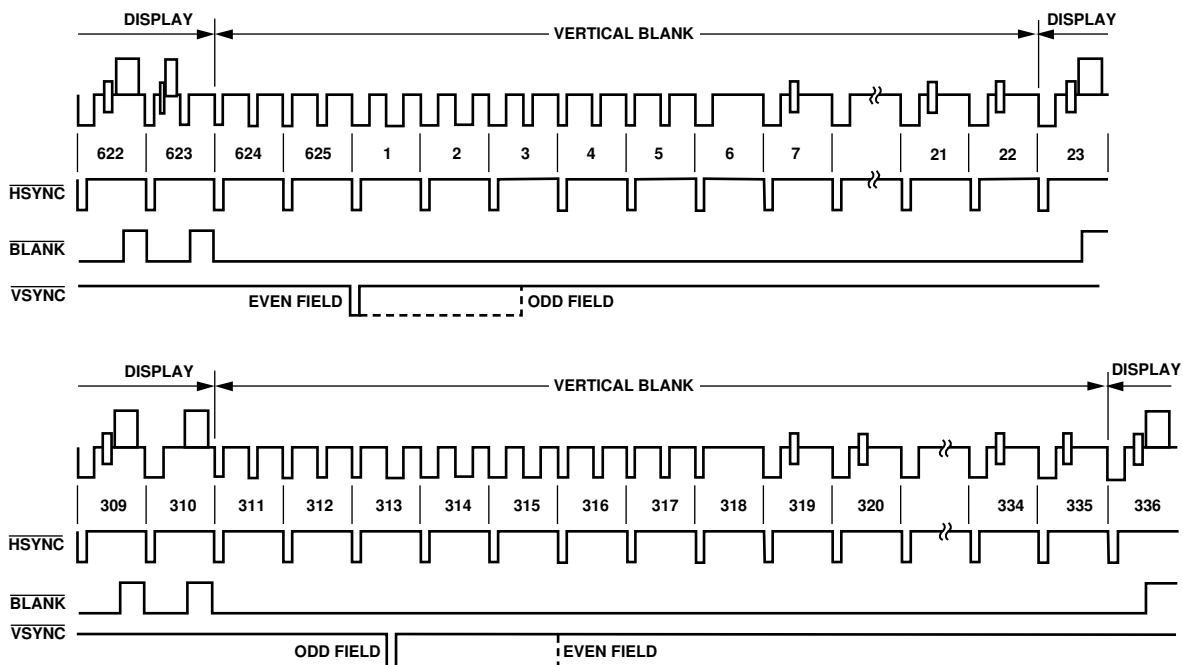 DISPLAY VERTICAL BLANK DISPLAY
622 623 624 625 1 2 3 4 5 6 7 21 22 23
HSYNC
BLANK
VSYNC
EVEN FIELD ODD FIELD
DISPLAY VERTICAL BLANK DISPLAY
309 310 311 312 313 314 315 316 317 318 319 320 334 335 336
HSYNC
BLANK
VSYNC
ODD FIELD EVEN FIELD